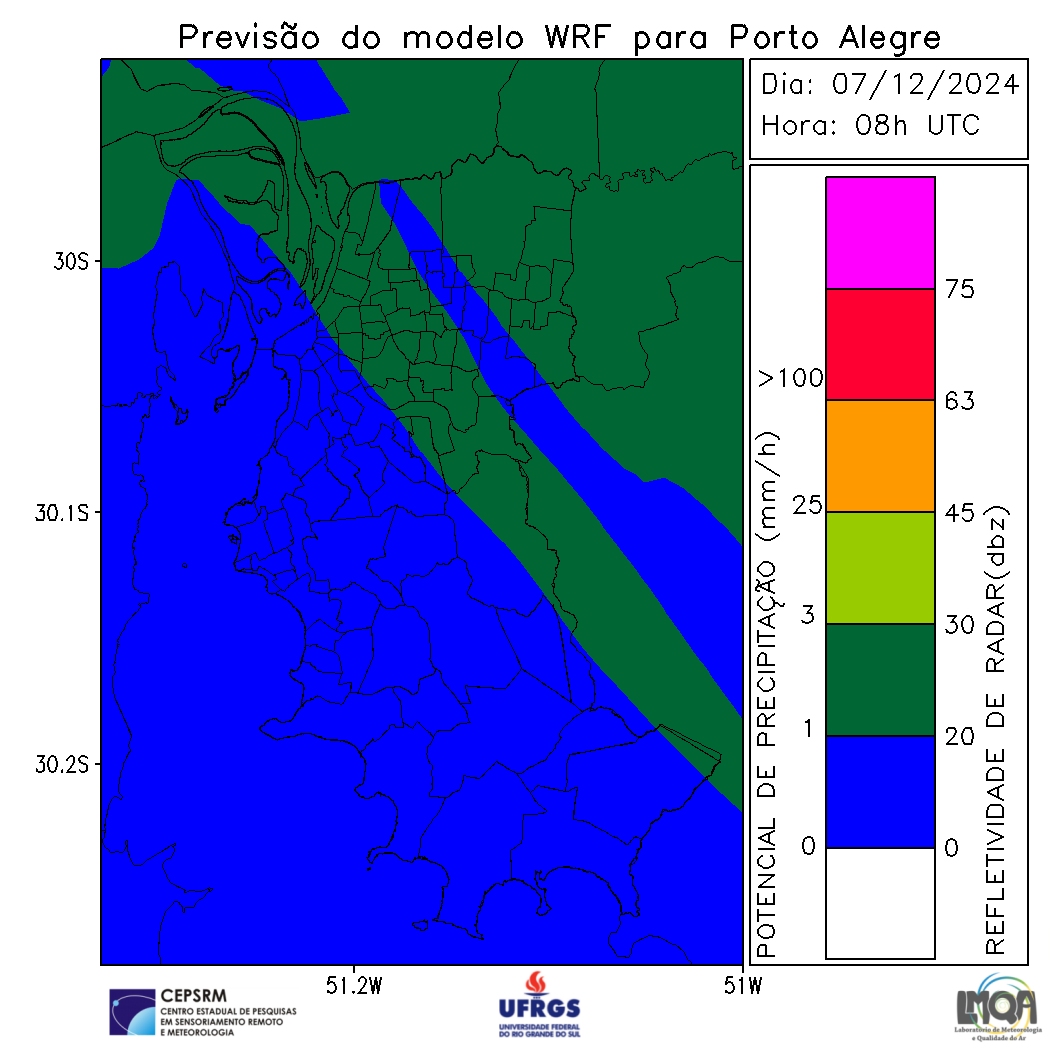 Previsão do modelo WRF para Porto Alegre
Dia: 07/12/2024
Hora: 08h UTC
30S
30.1S
30.2S
51.2W
51W
POTENCIAL DE PRECIPITAÇÃO (mm/h)
>100
25
3
1
0
75
63
45
30
20
0
REFLETIVIDADE DE RADAR(dbz)
CEPSRM
CENTRO ESTADUAL DE PESQUISAS
EM SENSORIAMENTO REMOTO
E METEOROLOGIA
UFRGS
UNIVERSIDADE FEDERAL
DO RIO GRANDE DO SUL
LMQA
Laboratório de Meteorologia
e Qualidade do Ar